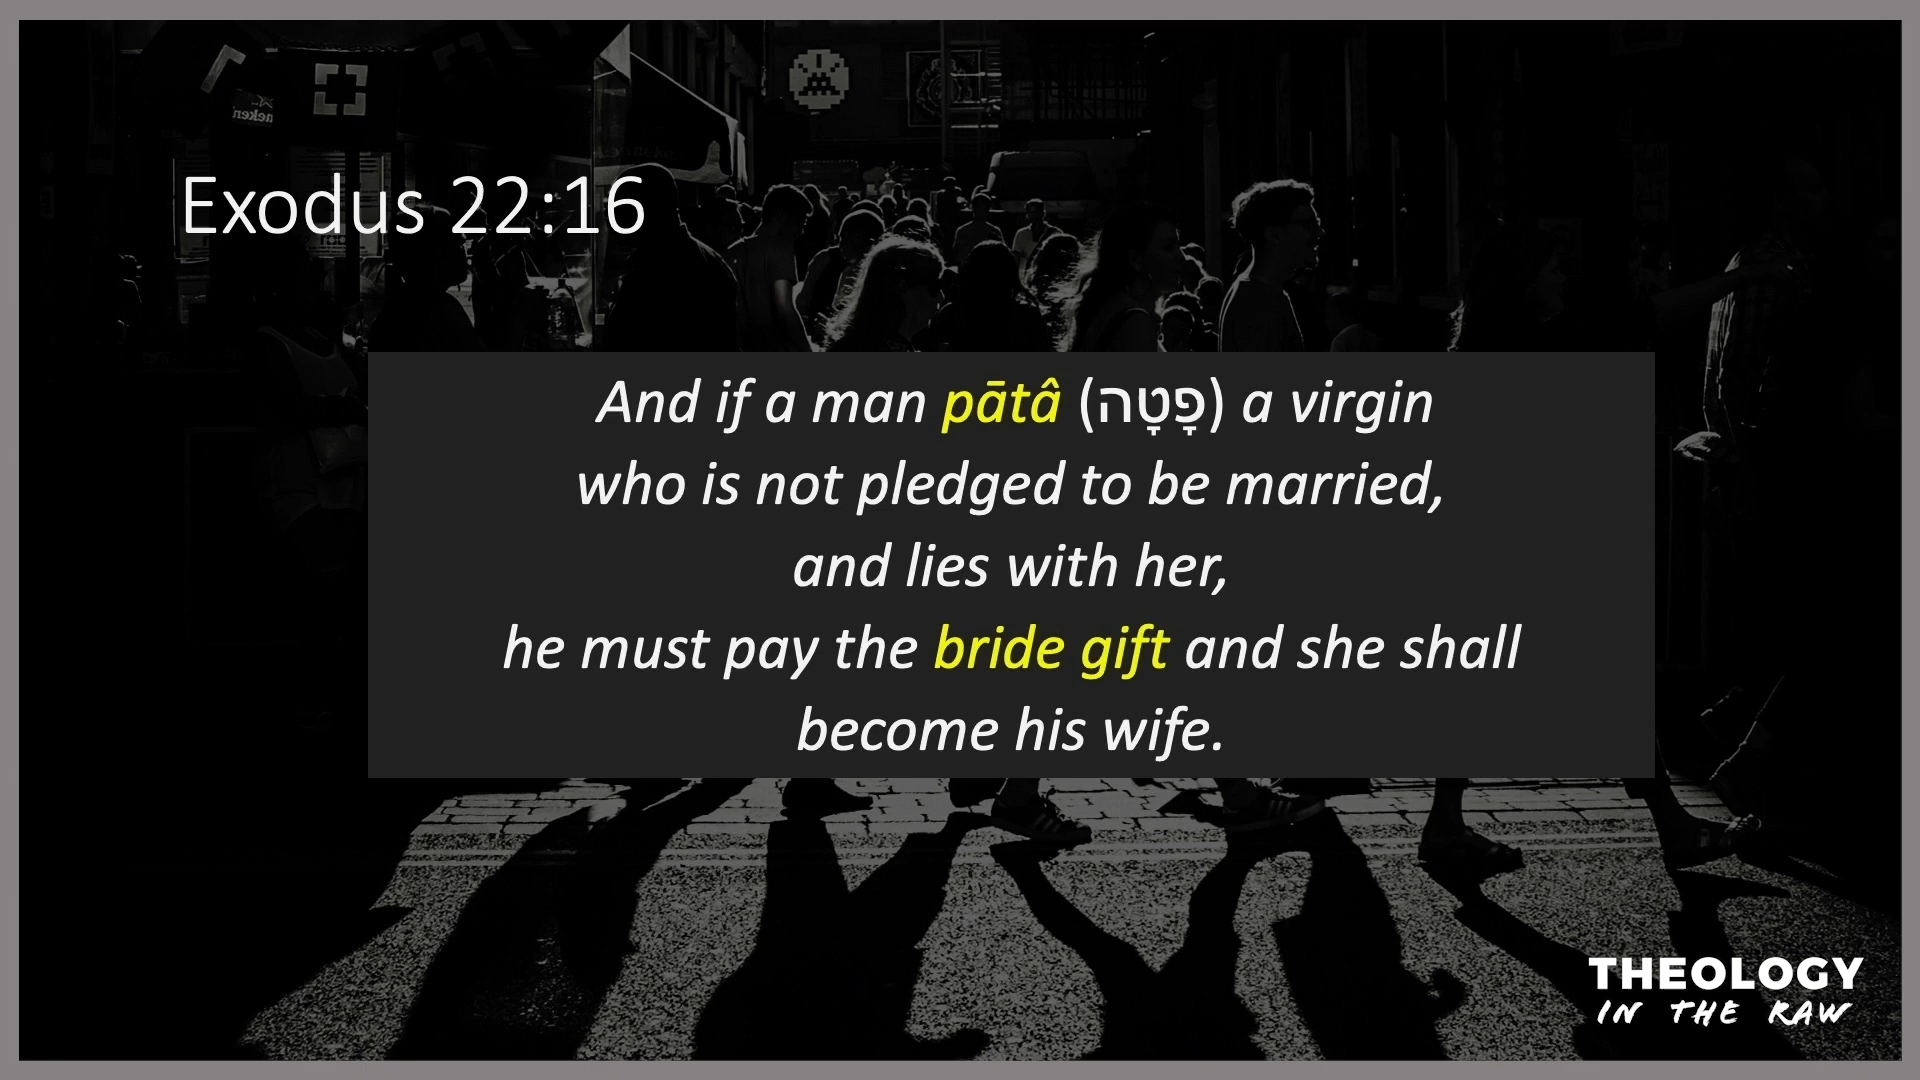 Exodus 22:16
And if a man pātâ (פָּטָה) a virgin
who is not pledged to be married,
and lies with her,
he must pay the bride gift and she shall
become his wife.
THEOLOGY
IN THE RAW